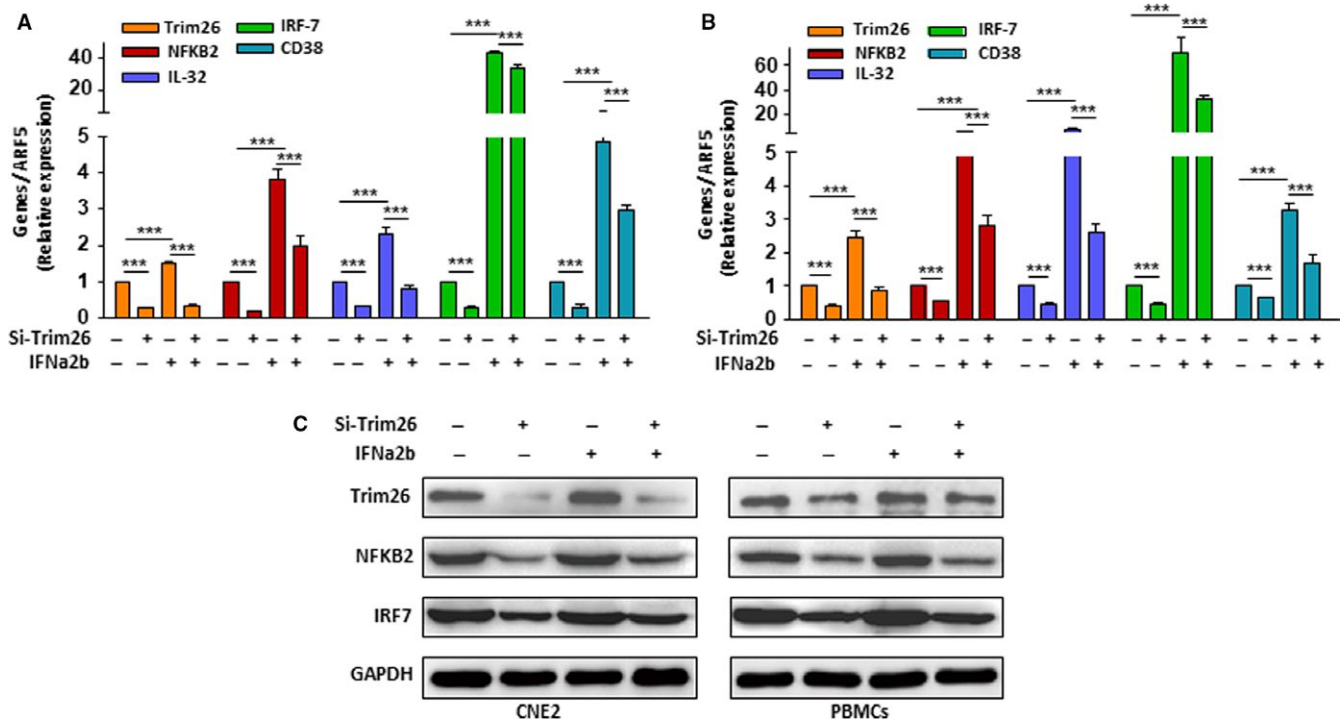 A
Trim26 IRF-7
NFKB2 CD38
IL-32
Genes/ARF5
(Relative expression)
40
20
5
4
2
1
0
*** *** *** *** *** *** *** *** *** *** *** *** *** *** ***
Si-Trim26 – + – + – + – + – + – + – + – + – + – +
IFNa2b – – + + – – + + – – + + – – + + – – + +
B
Trim26 IRF-7
NFKB2 CD38
IL-32
Genes/ARF5
(Relative expression)
60
40
20
5
4
3
2
1
0
*** *** *** *** *** *** *** *** *** *** *** *** *** *** ***
Si-Trim26 – + – + – + – + – + – + – + – + – + – +
IFNa2b – – + + – – + + – – + + – – + + – – + +
C
Si-Trim26 – + – + – + – +
IFNa2b – – + + – – + +
Trim26
NFKB2
IRF7
GAPDH
CNE2 PBMCs